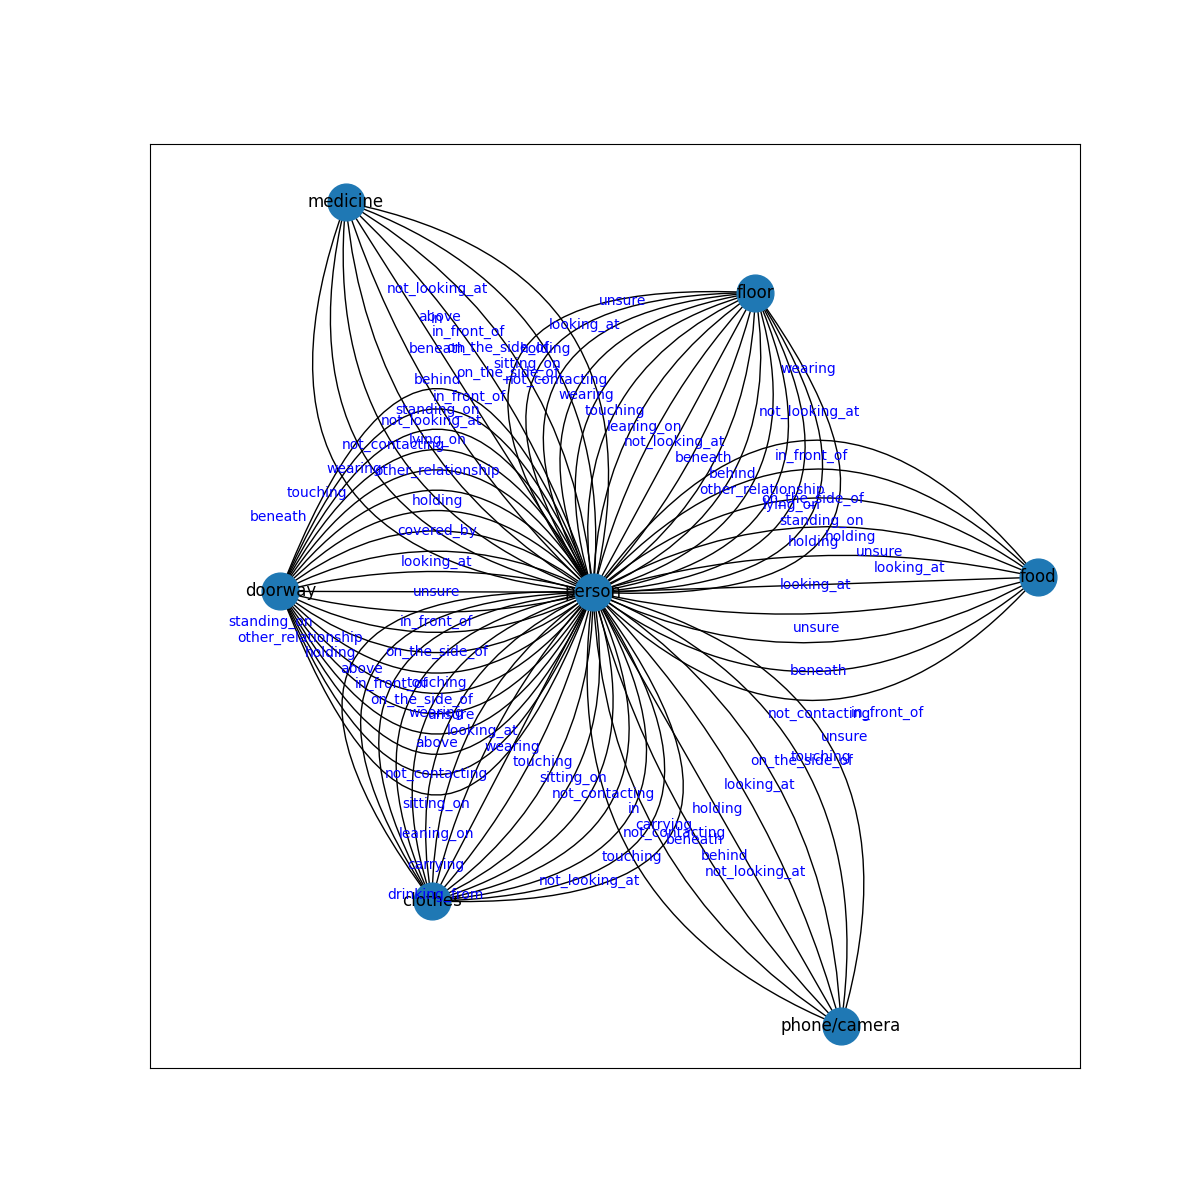 medicine
not_looking_at
floor
unsure
above
in
looking_at
in_front_of
beneath
on_the_side_of
holding
sitting_on
wearing
on_the_side_of
behind
not_contacting
in_front_of
wearing
standing_on
touching
not_looking_at
not_looking_at
leaning_on
lying_on
not_contacting
not_looking_at
in_front_of
beneath
wearing
other_relationship
behind
touching
other_relationship
holding
on_the_side_of
lying_on
beneath
standing_on
covered_by
holding
holding
unsure
looking_at
looking_at
food
looking_at
doorway
unsure
person
standing_on
in_front_of
unsure
other_relationship
holding
on_the_side_of
above
beneath
in_front_of
touching
on_the_side_of
wearing
unsure
not_contacting
in_front_of
looking_at
unsure
above
wearing
touching
touching
on_the_side_of
not_contacting
sitting_on
looking_at
not_contacting
sitting_on
in
holding
carrying
leaning_on
not_contacting
beneath
touching
behind
carrying
not_looking_at
not_looking_at
drinking_from
clothes
phone/camera